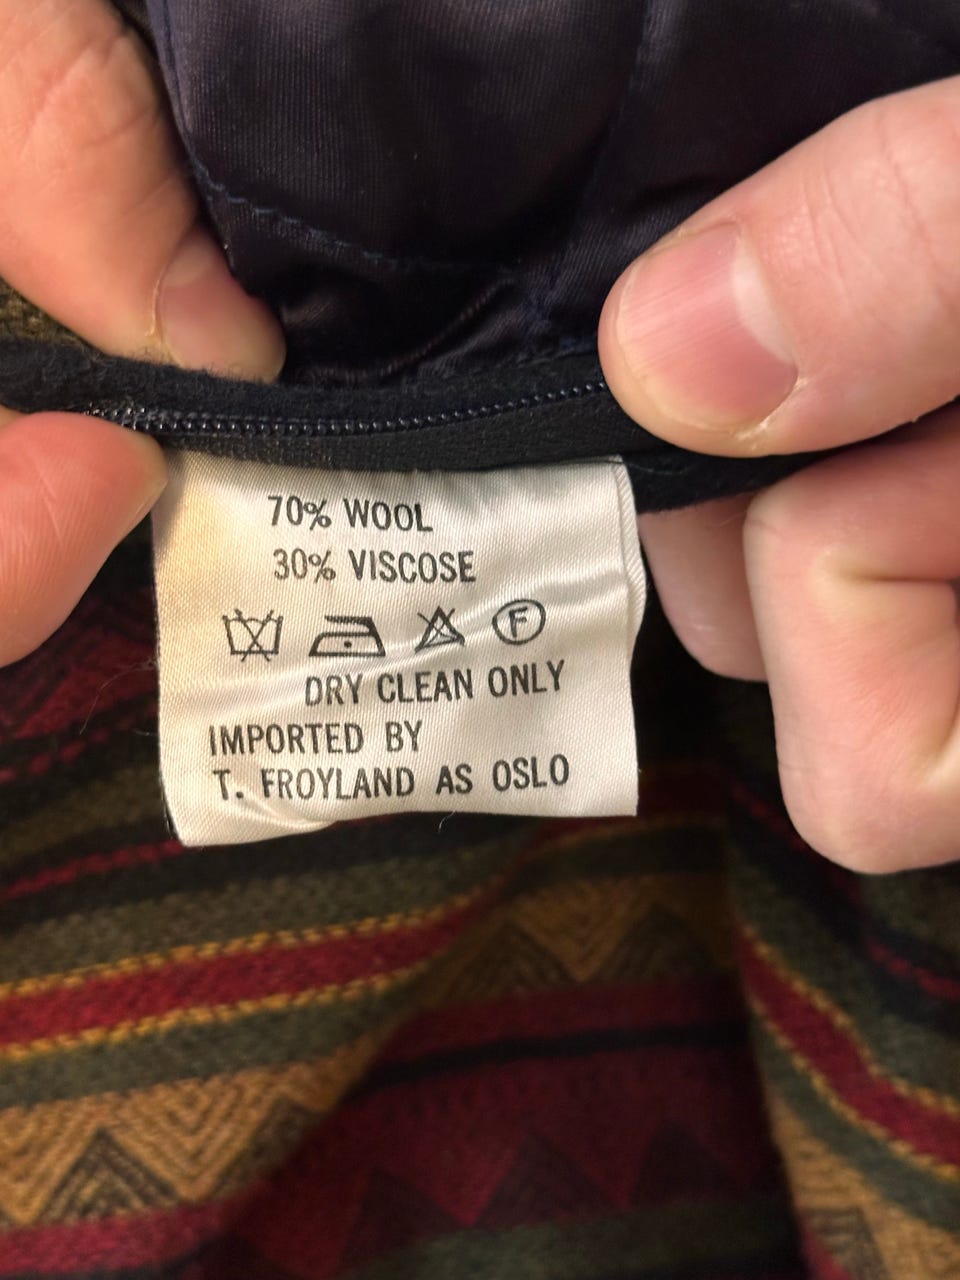 70% WOOL
30% VISCOSE
F
DRY CLEAN ONLY
IMPORTED BY
T. FROYLAND AS OSLO